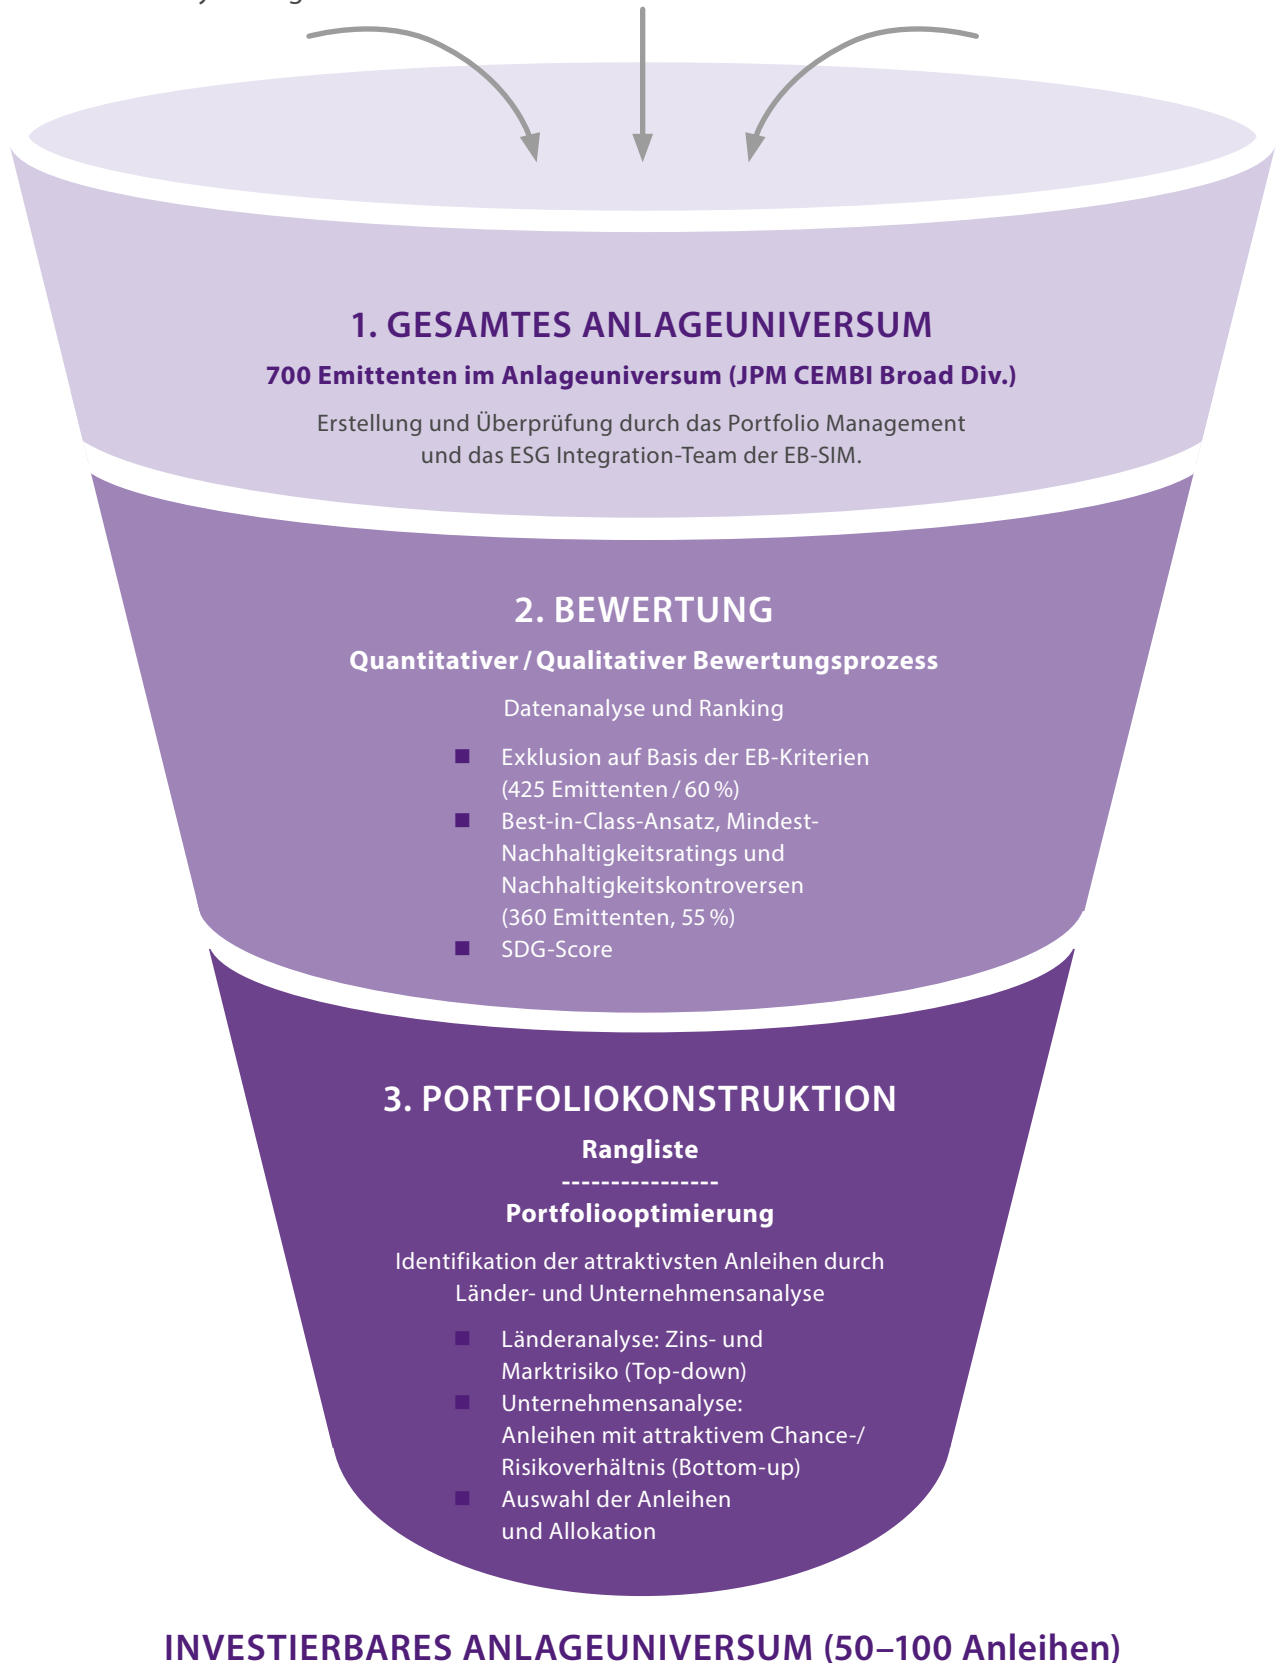 1. GESAMTES ANLAGEUNIVERSUM
700 Emittenten im Anlageuniversum (JPM CEMBI Broad Div.)
Erstellung und Überprüfung durch das Portfolio Management
und das ESG Integration-Team der EB-SIM.
2. BEWERTUNG
Quantitativer / Qualitativer Bewertungsprozess
Datenanalyse und Ranking
■ Exklusion auf Basis der EB-Kriterien
(425 Emittenten / 60 %)
■ Best-in-Class-Ansatz, Mindest-
Nachhaltigkeitsratings und
Nachhaltigkeitskontroversen
(360 Emittenten, 55 %)
■ SDG-Score
3. PORTFOLIOKONSTRUKTION
Rangliste
----------------
Portfoliooptimierung
Identifikation der attraktivsten Anleihen durch
Länder- und Unternehmensanalyse
■ Länderanalyse: Zins- und
Marktrisiko (Top-down)
■ Unternehmensanalyse:
Anleihen mit attraktivem Chance-/
Risikoverhältnis (Bottom-up)
■ Auswahl der Anleihen
und Allokation
INVESTIERBARES ANLAGEUNIVERSUM (50–100 Anleihen)